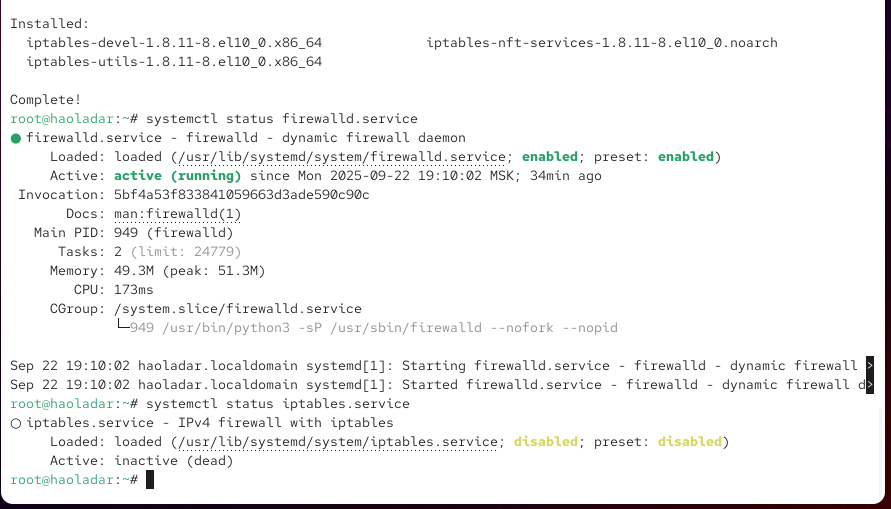 Installed:
iptables-devel-1.8.11-8.el10_0.x86_64 iptables-nft-services-1.8.11-8.el10_0.noarch
iptables-utils-1.8.11-8.el10_0.x86_64
Complete!
root@haoladar:~# systemctl status firewalld.service
● firewalld.service - firewalld - dynamic firewall daemon
Loaded: loaded (/usr/lib/systemd/system/firewalld.service; enabled; preset: enabled)
Active: active (running) since Mon 2025-09-22 19:10:02 MSK; 34min ago
Invocation: 5bf4a53f833841059663d3ade590c90c
Docs: man:firewalld(1)
Main PID: 949 (firewalld)
Tasks: 2 (limit: 24779)
Memory: 49.3M (peak: 51.3M)
CPU: 173ms
CGroup: /system.slice/firewalld.service
└─949 /usr/bin/python3 -sP /usr/sbin/firewalld --nofork --nopid
Sep 22 19:10:02 haoladar.localdomain systemd[1]: Starting firewalld.service - firewalld - dynamic firewall >
Sep 22 19:10:02 haoladar.localdomain systemd[1]: Started firewalld.service - firewalld - dynamic firewall d>
root@haoladar:~# systemctl status iptables.service
○ iptables.service - IPv4 firewall with iptables
Loaded: loaded (/usr/lib/systemd/system/iptables.service; disabled; preset: disabled)
Active: inactive (dead)
root@haoladar:~#